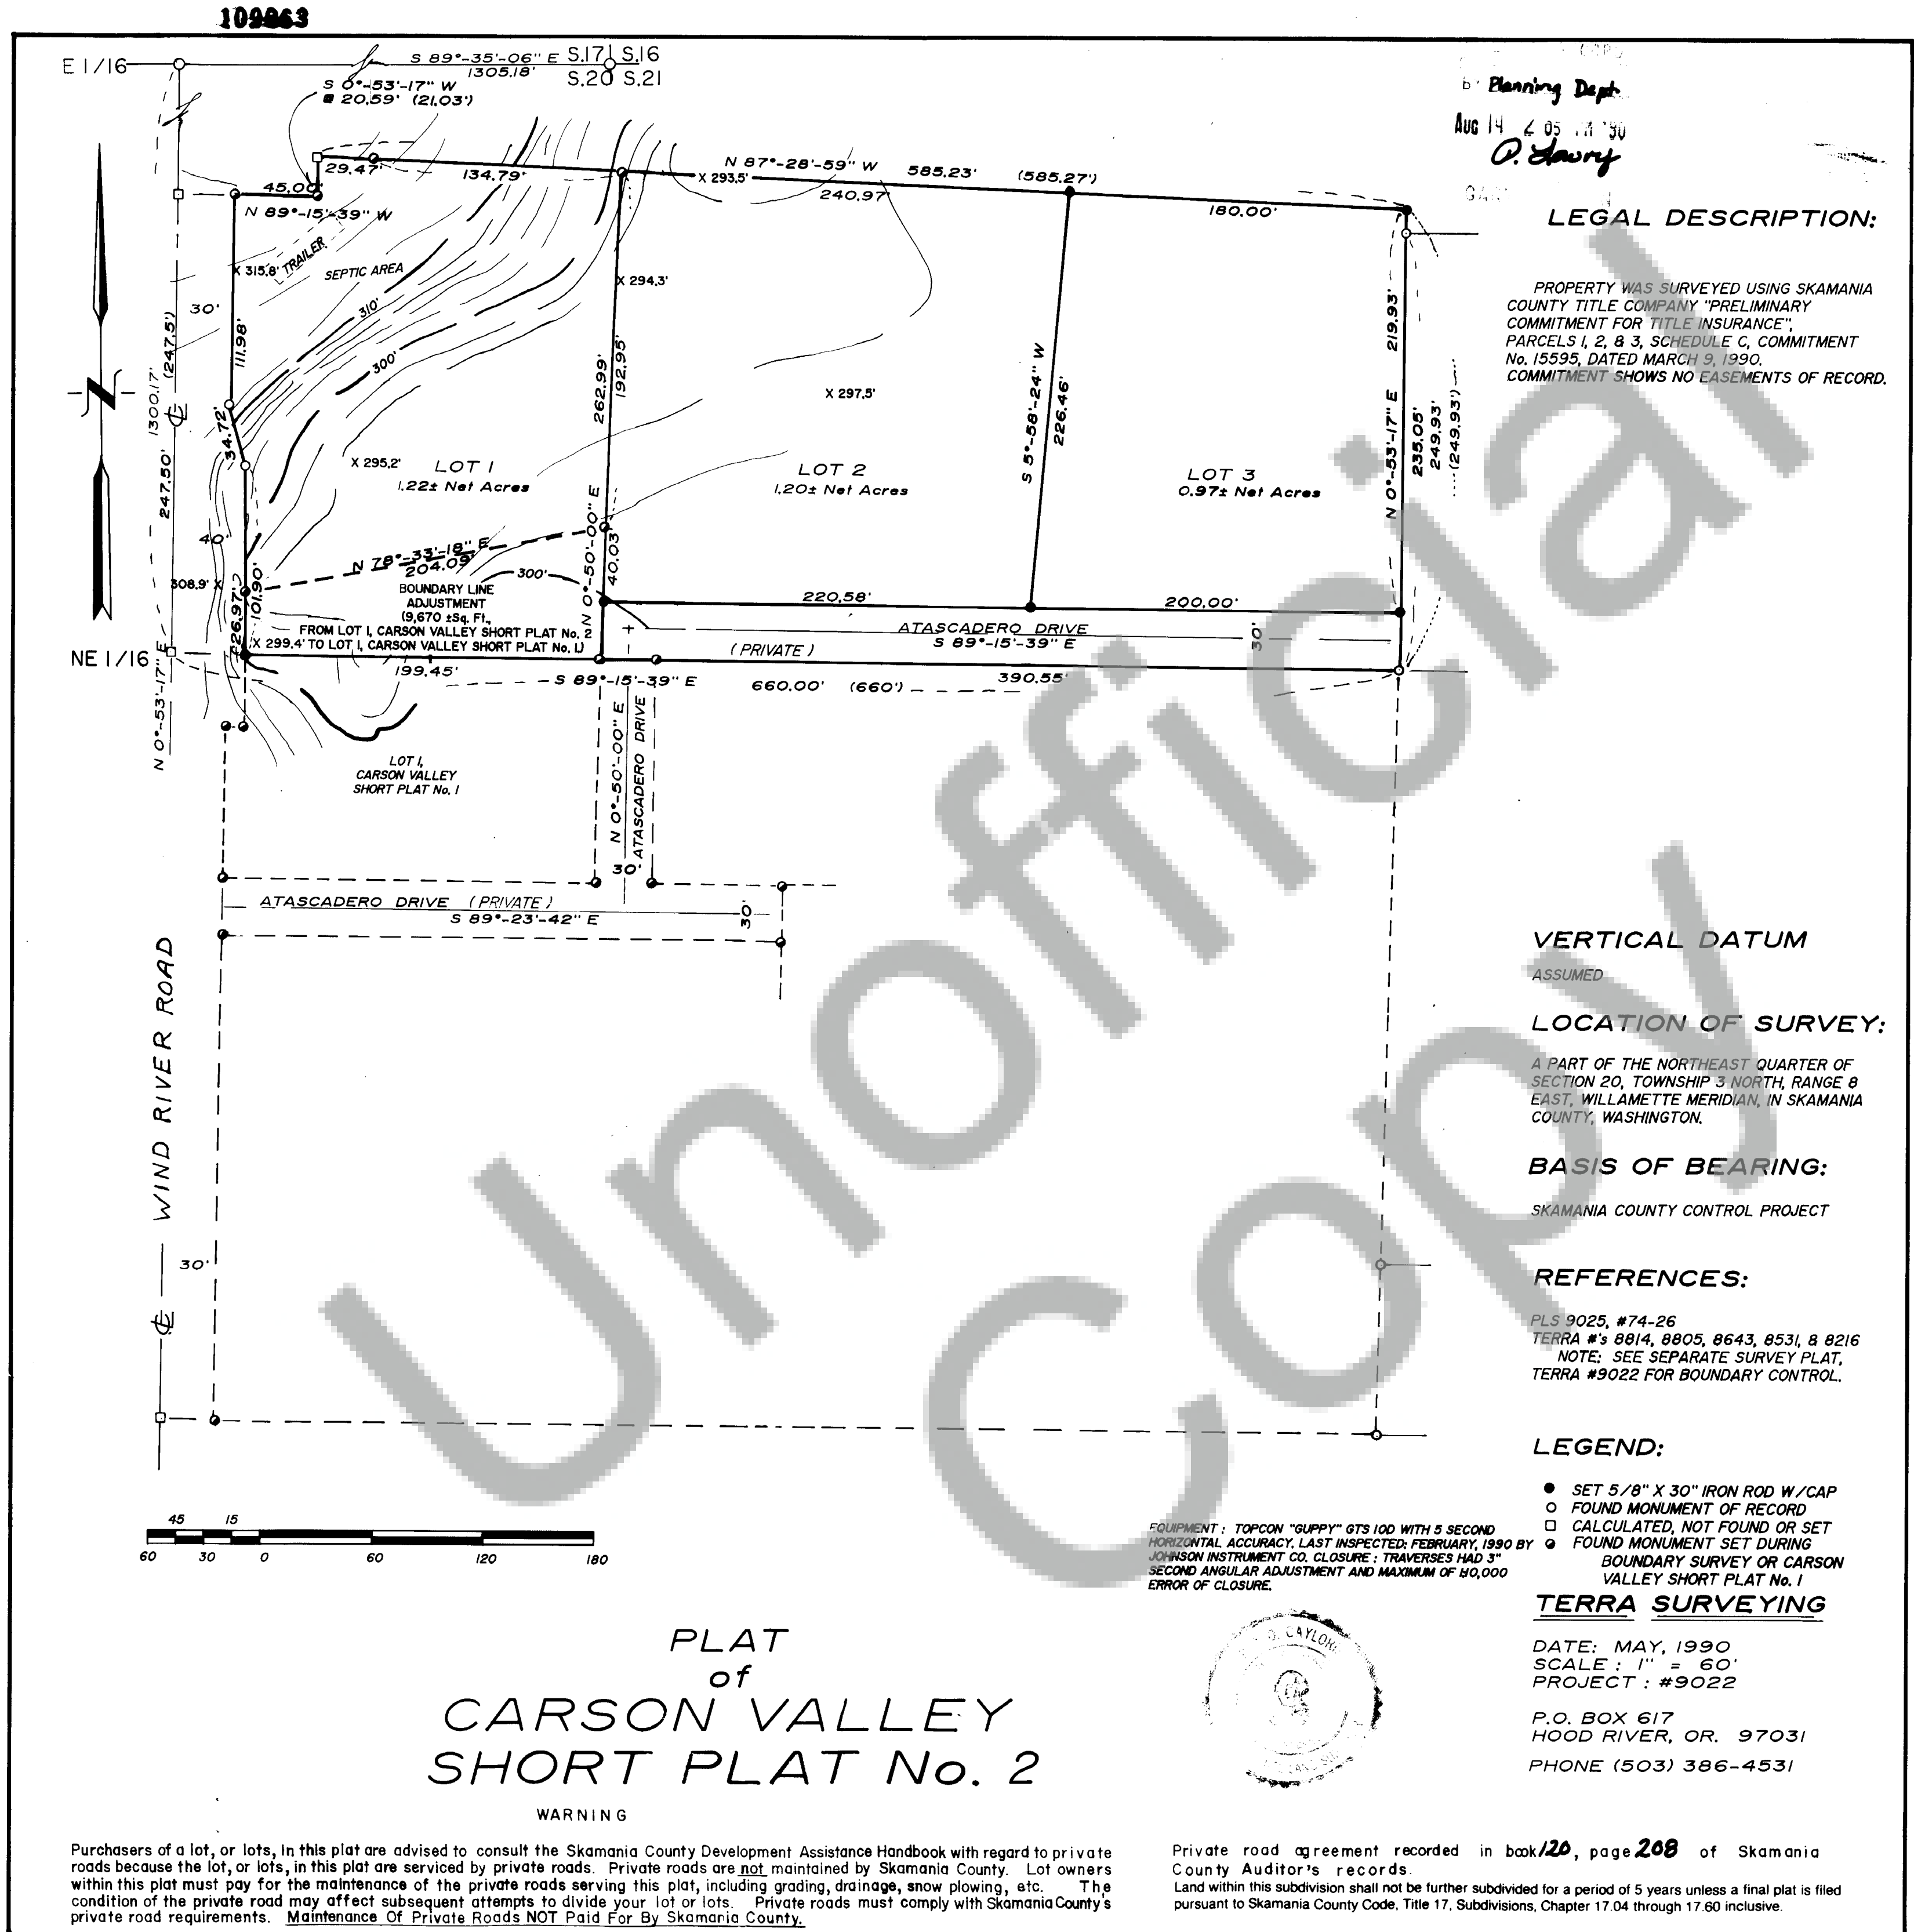 E 1/16
S 89°-35'-06" E
1305.18'
S.17 S.16
S.20 S.21
S 0°-53'-17" W
20.59' (21.03')
Planning Dept.
Aug 14
'90
29.47'
134.79'
N 87°-28'-59" W 585.23' (585.27')
X 293.5'
240.97'
180.00'
45.00'
N 89°-15'-39" W
X 315.8'
TRAILER
SEPTIC AREA
30'
310'
300'
111.98'
34.72'
(247.5')
1300.17'
247.50'
℄
262.99'
192.95'
X 294.3'
X 297.5'
S 5°-58'-24" W
226.46'
219.93'
N 0°-53'-17" E
235.05'
249.93'
(249.93')
X 295.2'
LOT 1
1.22± Net Acres
LOT 2
1.20± Net Acres
LOT 3
0.97± Net Acres
40'
308.9' X
N 78°-33'-18" E
204.09'
N 0°-50'-00" E
40.03'
300'
BOUNDARY LINE
ADJUSTMENT
(9,670 ±Sq. Ft.,
FROM LOT 1, CARSON VALLEY SHORT PLAT No. 2
X 299.4' TO LOT 1, CARSON VALLEY SHORT PLAT No. 1)
101.90'
220.58'
200.00'
ATASCADERO DRIVE
S 89°-15'-39" E
(PRIVATE)
30'
NE 1/16
N 0°-53'-17" E
199.45'
S 89°-15'-39" E
660.00' (660')
390.55'
LOT 1,
CARSON VALLEY
SHORT PLAT No. 1
N 0°-50'-00" E
ATASCADERO DRIVE
30'
ATASCADERO DRIVE (PRIVATE)
S 89°-23'-42" E
30'
WIND RIVER ROAD
30'
℄
Unofficial
Copy
LEGAL DESCRIPTION:
PROPERTY WAS SURVEYED USING SKAMANIA
COUNTY TITLE COMPANY "PRELIMINARY
COMMITMENT FOR TITLE INSURANCE",
PARCELS 1, 2, & 3, SCHEDULE C, COMMITMENT
No. 15595, DATED MARCH 9, 1990.
COMMITMENT SHOWS NO EASEMENTS OF RECORD.
VERTICAL DATUM
ASSUMED
LOCATION OF SURVEY:
A PART OF THE NORTHEAST QUARTER OF
SECTION 20, TOWNSHIP 3 NORTH, RANGE 8
EAST, WILLAMETTE MERIDIAN, IN SKAMANIA
COUNTY, WASHINGTON.
BASIS OF BEARING:
SKAMANIA COUNTY CONTROL PROJECT
REFERENCES:
PLS 9025, #74-26
TERRA #'s 8814, 8805, 8643, 8531, & 8216
NOTE: SEE SEPARATE SURVEY PLAT,
TERRA #9022 FOR BOUNDARY CONTROL.
LEGEND:
SET 5/8" X 30" IRON ROD W/CAP
FOUND MONUMENT OF RECORD
CALCULATED, NOT FOUND OR SET
FOUND MONUMENT SET DURING
BOUNDARY SURVEY OR CARSON
VALLEY SHORT PLAT No. 1
45 15
60 30 0 60 120 180
EQUIPMENT: TOPCON "GUPPY" GTS 10D WITH 5 SECOND
HORIZONTAL ACCURACY, LAST INSPECTED: FEBRUARY, 1990 BY
JOHNSON INSTRUMENT CO. CLOSURE: TRAVERSES HAD 3"
SECOND ANGULAR ADJUSTMENT AND MAXIMUM OF 1:10,000
ERROR OF CLOSURE.
TERRA SURVEYING
DATE: MAY, 1990
SCALE: 1" = 60'
PROJECT: #9022
P.O. BOX 617
HOOD RIVER, OR. 97031
PHONE (503) 386-4531
PLAT
of
CARSON VALLEY
SHORT PLAT No. 2
WARNING
Purchasers of a lot, or lots, in this plat are advised to consult the Skamania County Development Assistance Handbook with regard to private
roads because the lot, or lots, in this plat are serviced by private roads. Private roads are not maintained by Skamania County. Lot owners
within this plat must pay for the maintenance of the private roads serving this plat, including grading, drainage, snow plowing, etc. The
condition of the private road may affect subsequent attempts to divide your lot or lots. Private roads must comply with Skamania County's
private road requirements. Maintenance Of Private Roads NOT Paid For By Skamania County.
Private road agreement recorded in book 120, page 208 of Skamania
County Auditor's records.
Land within this subdivision shall not be further subdivided for a period of 5 years unless a final plat is filed
pursuant to Skamania County Code, Title 17, Subdivisions, Chapter 17.04 through 17.60 inclusive.